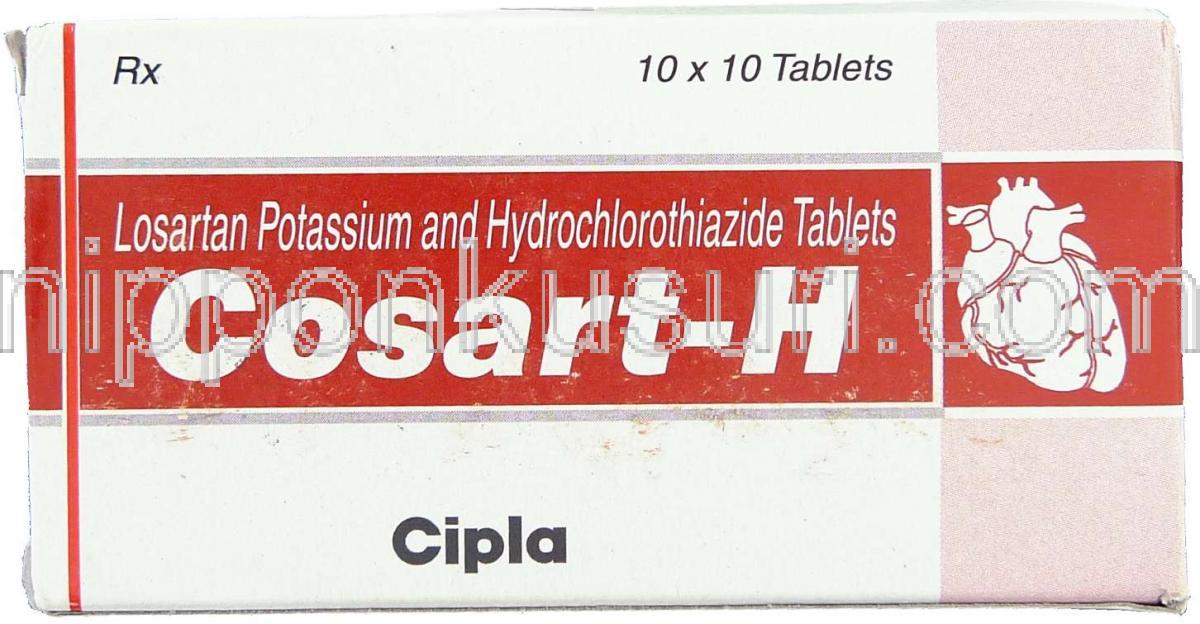 Rx
10 x 10 Tablets
Losartan Potassium and Hydrochlorothiazide Tablets
Cosart-H
nipponkusuri.com
Cipla